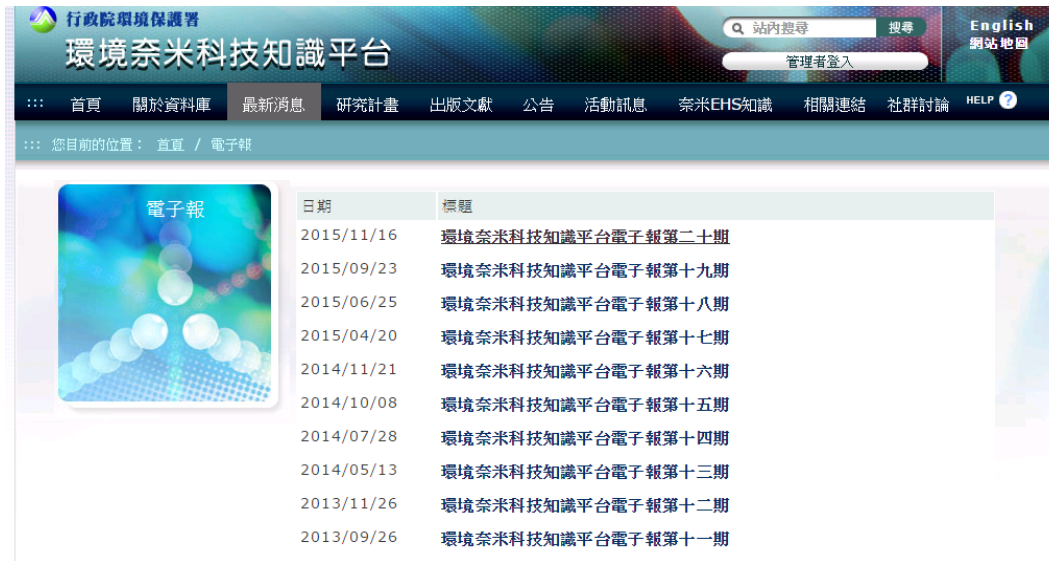 行政院環境保護署
環境奈米科技知識平台
站內搜尋 搜尋
管理者登入
English
網站地圖
::: 首頁 關於資料庫 最新消息 研究計畫 出版文獻 公告 活動訊息 奈米EHS知識 相關連結 社群討論 HELP ?
::: 您目前的位置： 首頁 / 電子報
電子報
日期 標題
2015/11/16 環境奈米科技知識平台電子報第二十期
2015/09/23 環境奈米科技知識平台電子報第十九期
2015/06/25 環境奈米科技知識平台電子報第十八期
2015/04/20 環境奈米科技知識平台電子報第十七期
2014/11/21 環境奈米科技知識平台電子報第十六期
2014/10/08 環境奈米科技知識平台電子報第十五期
2014/07/28 環境奈米科技知識平台電子報第十四期
2014/05/13 環境奈米科技知識平台電子報第十三期
2013/11/26 環境奈米科技知識平台電子報第十二期
2013/09/26 環境奈米科技知識平台電子報第十一期